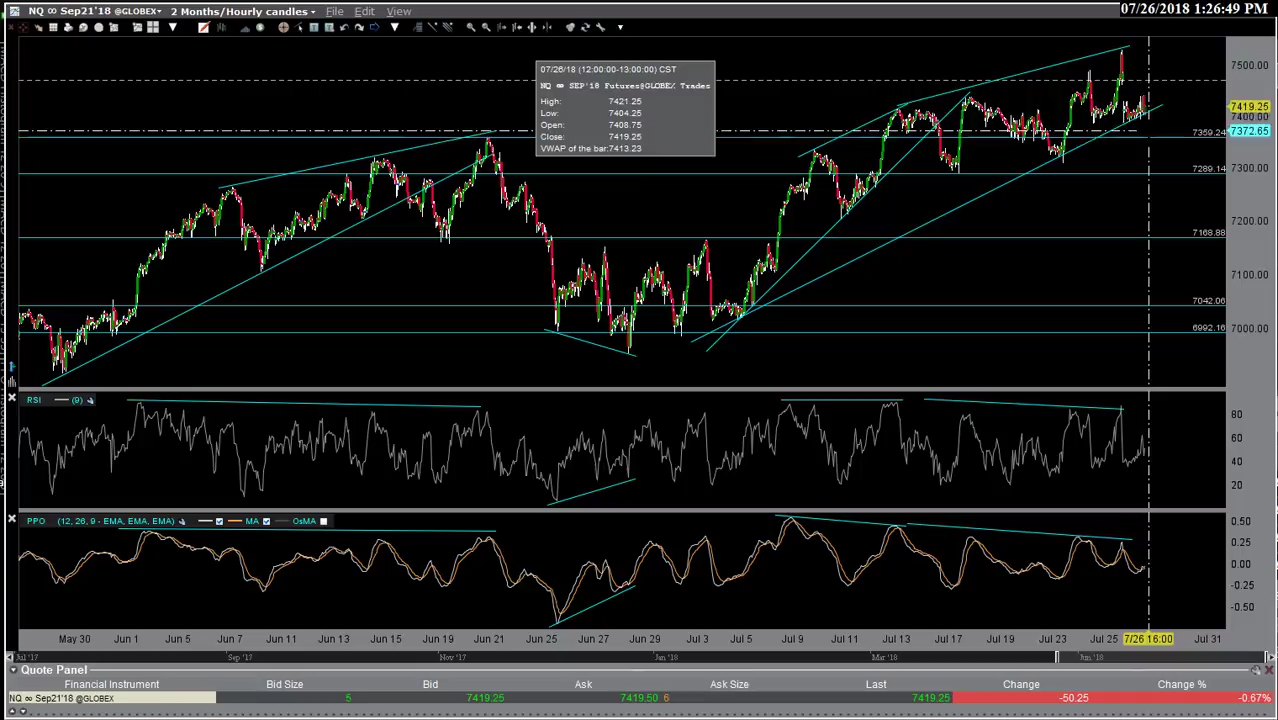 NQ ∞ Sep21'18 @GLOBEX 2 Months/Hourly candles File Edit View 07/26/2018 1:26:49 PM
07/26/18 (12:00:00-13:00:00) CST
NQ ∞ SEP'18 Futures@GLOBEX Trades
High: 7421.25
Low: 7404.25
Open: 7408.75
Close: 7419.25
VWAP of the bar: 7413.23
7500.00
7419.25
7400.00
7372.65
7359.24
7300.00
7289.14
7200.00
7168.88
7100.00
7042.06
7000.00
6992.16
RSI (9)
80
60
40
20
PPO (12, 26, 9 - EMA, EMA, EMA) MA OsMA
0.50
0.25
0.00
-0.25
-0.50
May 30 Jun 1 Jun 5 Jun 7 Jun 11 Jun 13 Jun 15 Jun 19 Jun 21 Jun 25 Jun 27 Jun 29 Jul 3 Jul 5 Jul 9 Jul 11 Jul 13 Jul 17 Jul 19 Jul 23 Jul 25 7/26 16:00 Jul 31
Jul '17 Sep '17 Nov '17 Jan '18 Mar '18 Jun '18
Quote Panel
Financial Instrument Bid Size Bid Ask Ask Size Last Change Change %
NQ ∞ Sep21'18 @GLOBEX 5 7419.25 7419.50 6 7419.25 -50.25 -0.67%